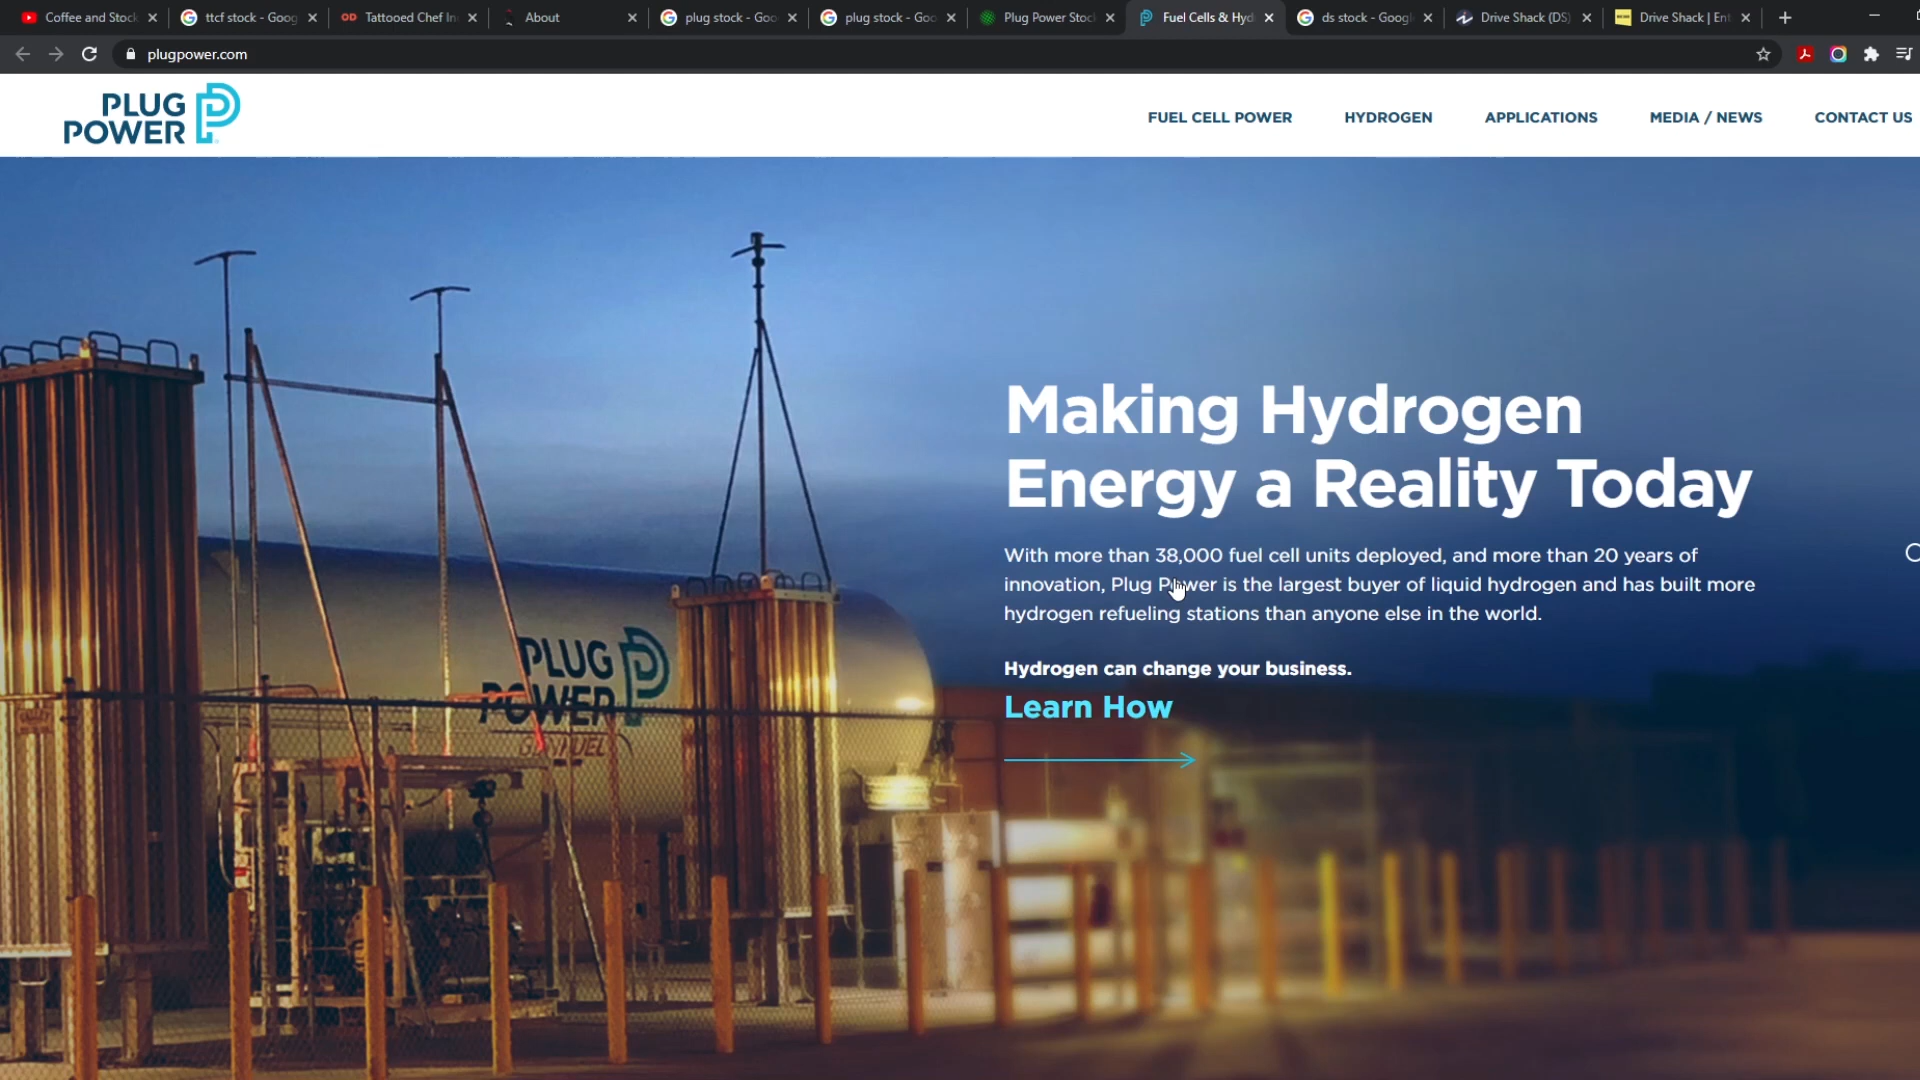 Coffee and Stock
ttcf stock - Goog
Tattooed Chef In
About
plug stock - Goo
plug stock - Goo
Plug Power Stoc
Fuel Cells & Hyd
ds stock - Googl
Drive Shack (DS)
Drive Shack | Ent
plugpower.com
PLUG
POWER
FUEL CELL POWER
HYDROGEN
APPLICATIONS
MEDIA / NEWS
CONTACT US
Making Hydrogen
Energy a Reality Today
With more than 38,000 fuel cell units deployed, and more than 20 years of
innovation, Plug Power is the largest buyer of liquid hydrogen and has built more
hydrogen refueling stations than anyone else in the world.
Hydrogen can change your business.
Learn How
PLUG
POWER
GENFUEL